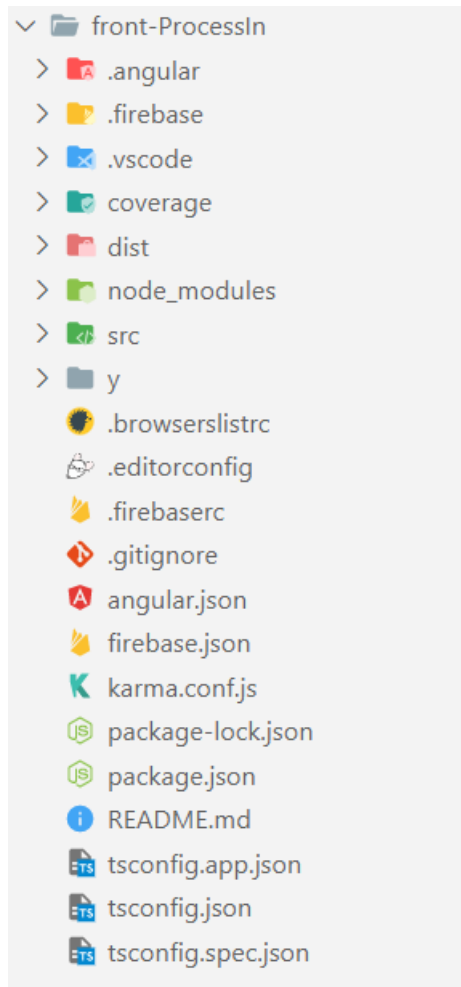 front-ProcessIn
.angular
.firebase
.vscode
coverage
dist
node_modules
src
y
.browserslistrc
.editorconfig
.firebaserc
.gitignore
angular.json
firebase.json
karma.conf.js
package-lock.json
package.json
README.md
tsconfig.app.json
tsconfig.json
tsconfig.spec.json